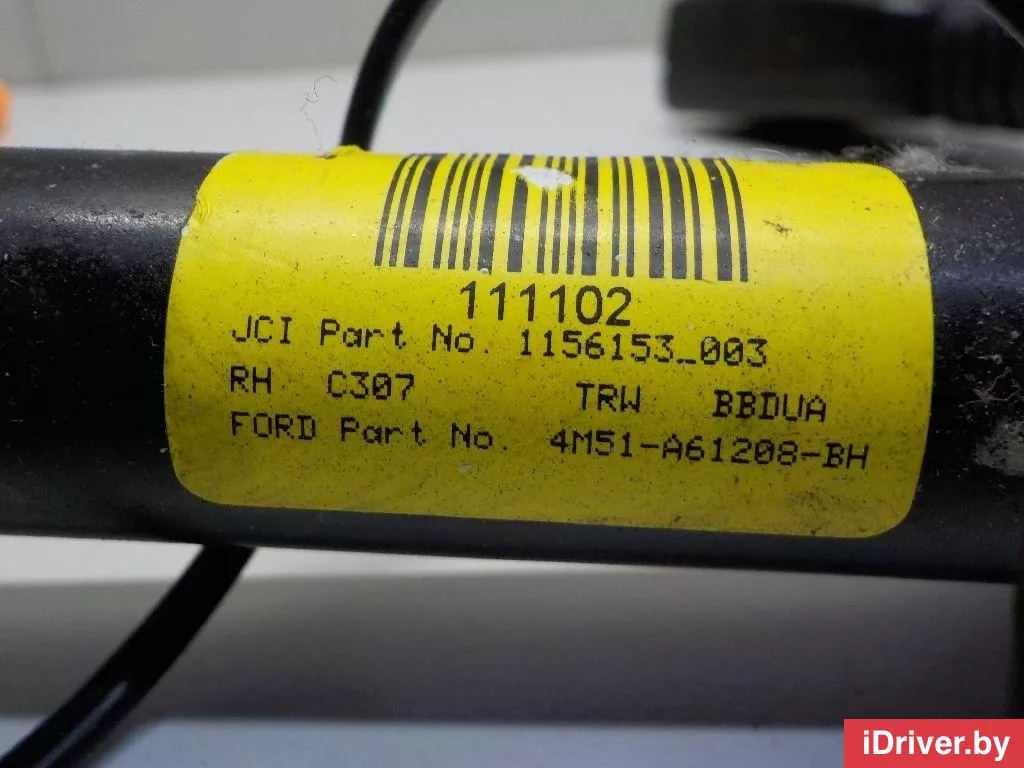 111102
JCI Part No. 1156153_003
RH C307 TRW BBDUA
FORD Part No. 4M51-A61208-BH
iDriver.by